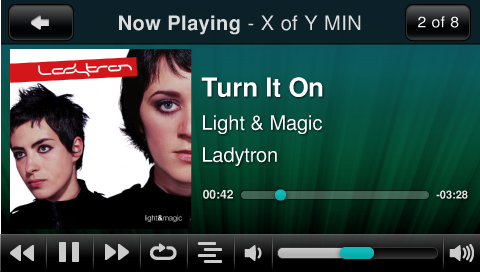 Now Playing - X of Y MIN
2 of 8
Ladytron
Turn It On
Light & Magic
Ladytron
00:42
-03:28
light&magic